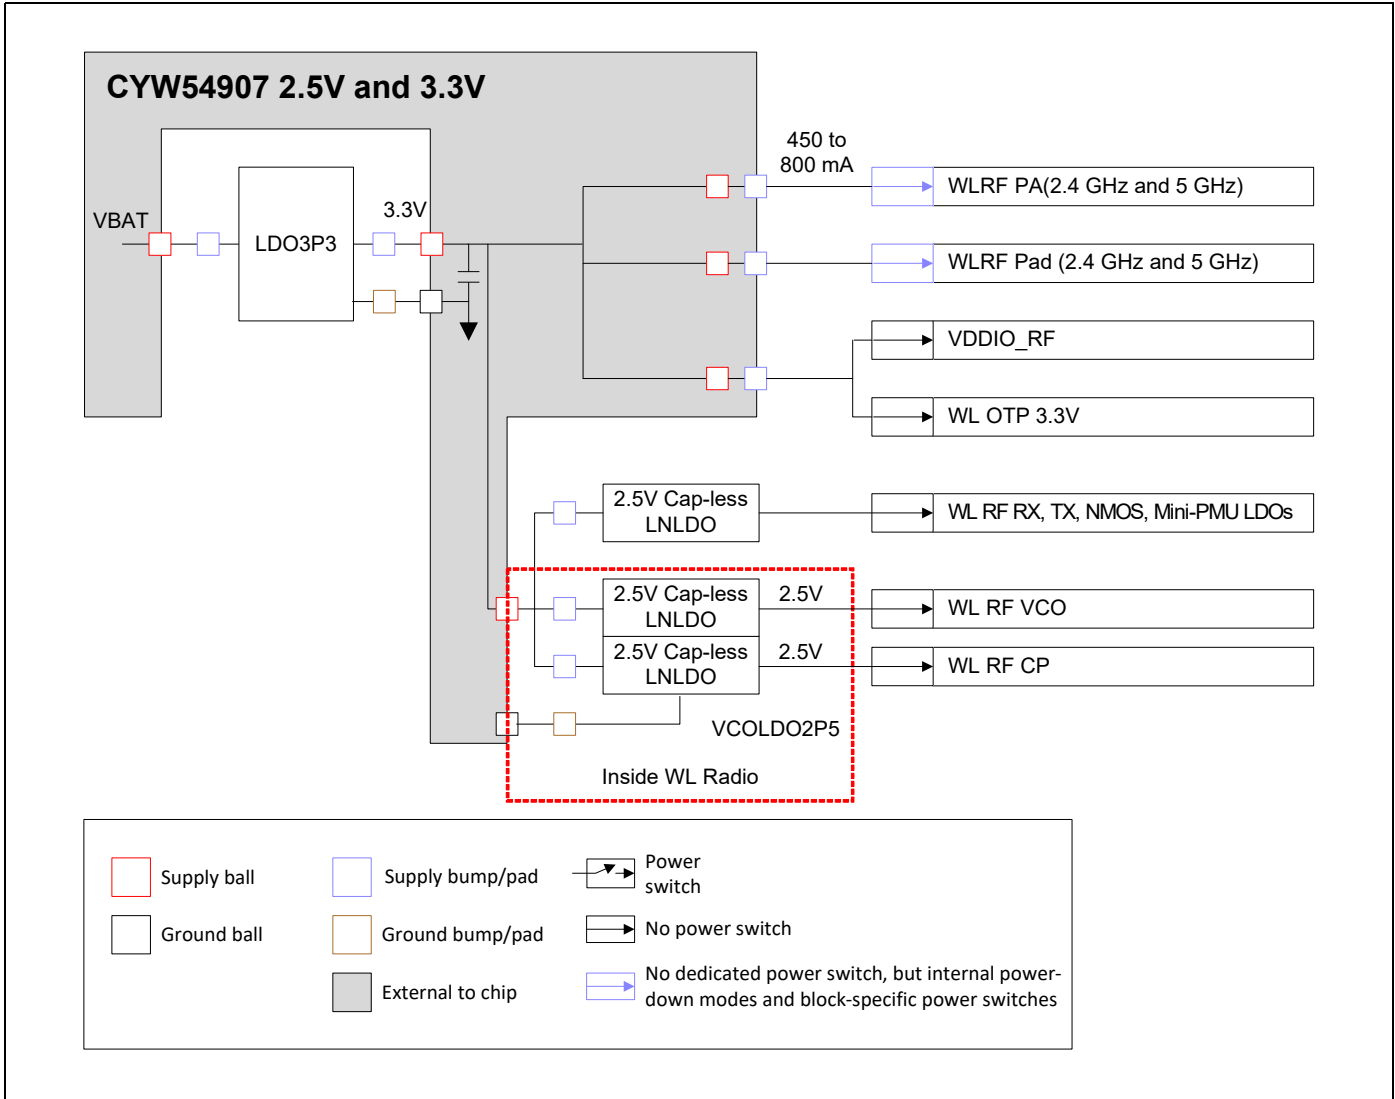 CYW54907 2.5V and 3.3V
450 to
800 mA
WLRF PA(2.4 GHz and 5 GHz)
VBAT
3.3V
LDO3P3
WLRF Pad (2.4 GHz and 5 GHz)
VDDIO_RF
WL OTP 3.3V
2.5V Cap-less
LNLDO
WL RF RX, TX, NMOS, Mini-PMU LDOs
2.5V Cap-less
LNLDO
2.5V
WL RF VCO
2.5V Cap-less
LNLDO
2.5V
WL RF CP
VCOLDO2P5
Inside WL Radio
Supply ball
Supply bump/pad
Power
switch
Ground ball
Ground bump/pad
No power switch
External to chip
No dedicated power switch, but internal power-
down modes and block-specific power switches